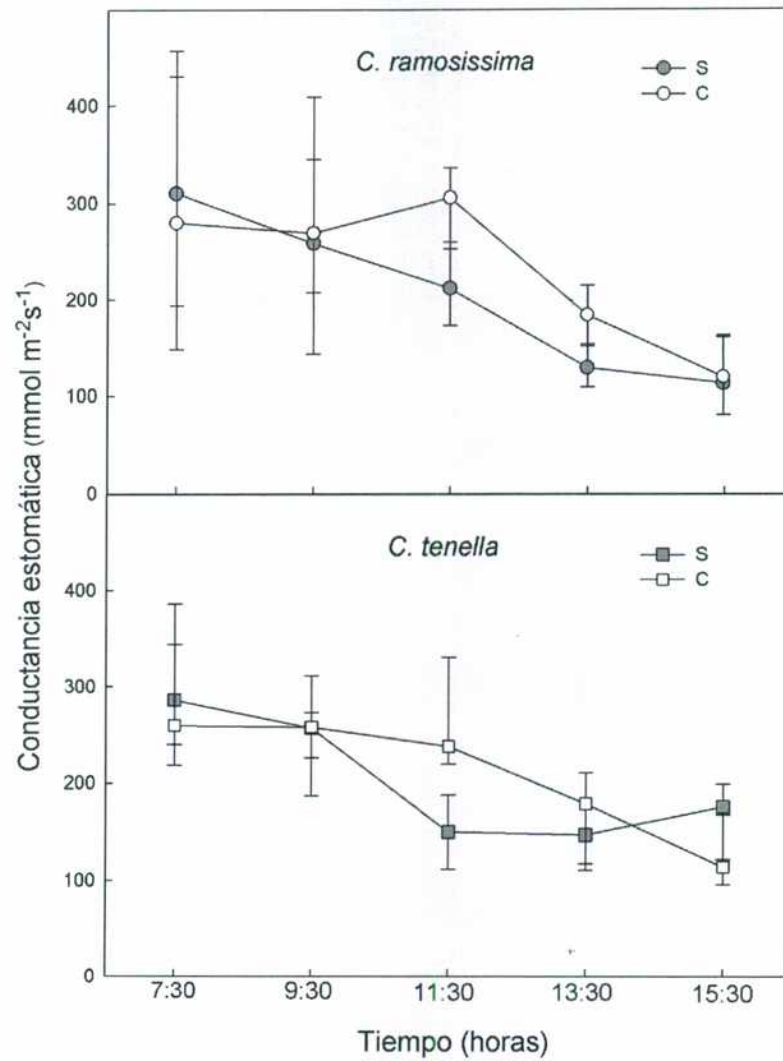 C. ramosissima
S
C
400
300
200
100
0
C. tenella
S
C
400
300
200
100
0
Conductancia estomática (mmol m⁻²s⁻¹)
7:30 9:30 11:30 13:30 15:30
Tiempo (horas)